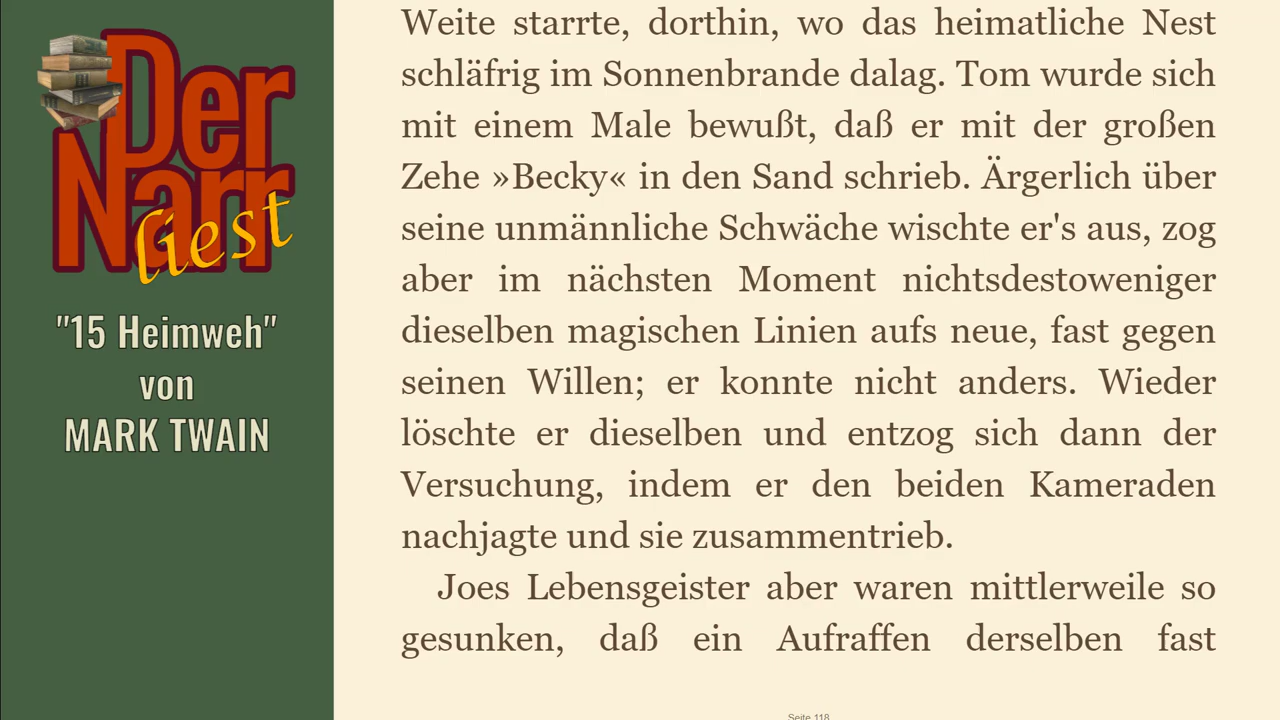 Der
Narr
liest
"15 Heimweh"
von
MARK TWAIN
Weite starrte, dorthin, wo das heimatliche Nest
schläfrig im Sonnenbrande dalag. Tom wurde sich
mit einem Male bewußt, daß er mit der großen
Zehe »Becky« in den Sand schrieb. Ärgerlich über
seine unmännliche Schwäche wischte er's aus, zog
aber im nächsten Moment nichtsdestoweniger
dieselben magischen Linien aufs neue, fast gegen
seinen Willen; er konnte nicht anders. Wieder
löschte er dieselben und entzog sich dann der
Versuchung, indem er den beiden Kameraden
nachjagte und sie zusammentrieb.
Joes Lebensgeister aber waren mittlerweile so
gesunken, daß ein Aufraffen derselben fast
Seite 118